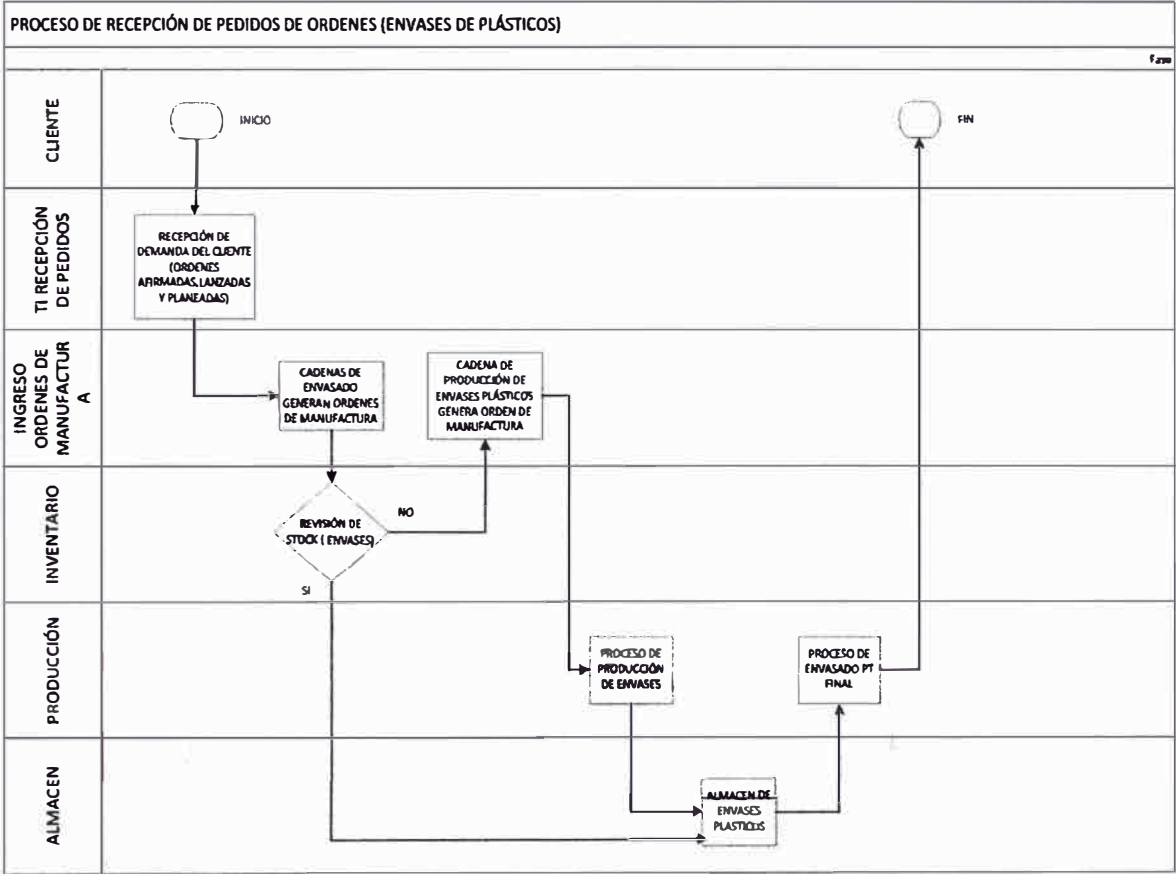 PROCESO DE RECEPCIÓN DE PEDIDOS DE ORDENES (ENVASES DE PLÁSTICOS)
Fase
CLIENTE
INICIO
FIN
TI RECEPCIÓN
DE PEDIDOS
RECEPCIÓN DE
DEMANDA DEL CLIENTE
(ORDENES
AFIRMADAS, LANZADAS
Y PLANEADAS)
INGRESO
ORDENES DE
MANUFACTUR
A
CADENAS DE
ENVASADO
GENERAN ORDENES
DE MANUFACTURA
CADENA DE
PRODUCCIÓN DE
ENVASES PLÁSTICOS
GENERA ORDEN DE
MANUFACTURA
INVENTARIO
REVISIÓN DE
STOCK ( ENVASES)
NO
SI
PRODUCCIÓN
PROCESO DE
PRODUCCIÓN
DE ENVASES
PROCESO DE
ENVASADO PT
FINAL
ALMACEN
ALMACEN DE
ENVASES
PLASTICOS